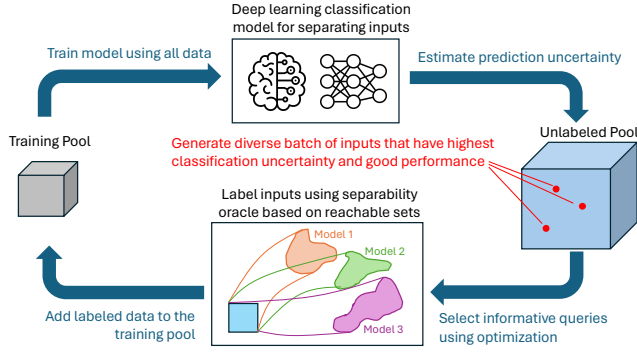 Deep learning classification
model for separating inputs
Train model using all data
Estimate prediction uncertainty
Training Pool
Generate diverse batch of inputs that have highest
classification uncertainty and good performance
Unlabeled Pool
Label inputs using separability
oracle based on reachable sets
Model 1
Model 2
Model 3
Add labeled data to the
training pool
Select informative queries
using optimization